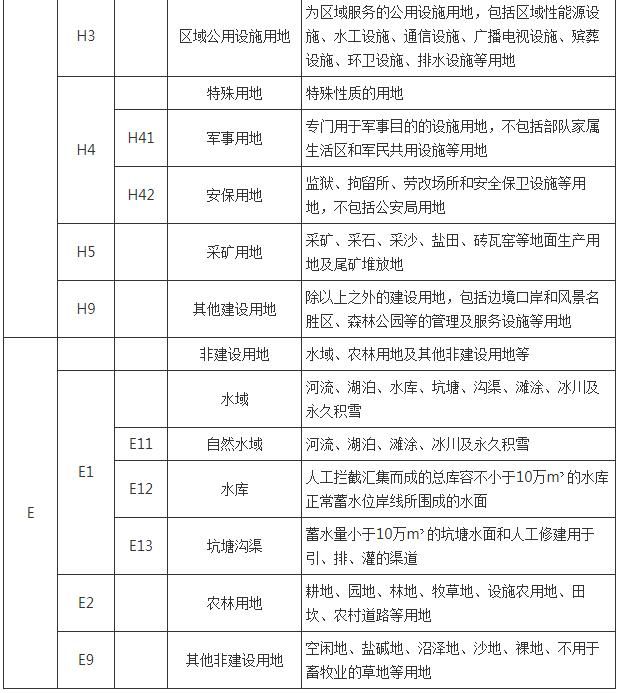 H3
区域公用设施用地
为区域服务的公用设施用地，包括区域性能源设
施、水工设施、通信设施、广播电视设施、殡葬
设施、环卫设施、排水设施等用地
H4
特殊用地
特殊性质的用地
H41
军事用地
专门用于军事目的的设施用地，不包括部队家属
生活区和军民共用设施等用地
H42
安保用地
监狱、拘留所、劳改场所和安全保卫设施等用
地，不包括公安局用地
H5
采矿用地
采矿、采石、采沙、盐田、砖瓦窑等地面生产用
地及尾矿堆放地
H9
其他建设用地
除以上之外的建设用地，包括边境口岸和风景名
胜区、森林公园等的管理及服务设施等用地
E
非建设用地
水域、农林用地及其他非建设用地等
E1
水域
河流、湖泊、水库、坑塘、沟渠、滩涂、冰川及
永久积雪
E11
自然水域
河流、湖泊、滩涂、冰川及永久积雪
E12
水库
人工拦截汇集而成的总库容不小于10万m³的水库
正常蓄水位岸线所围成的水面
E13
坑塘沟渠
蓄水量小于10万m³的坑塘水面和人工修建用于
引、排、灌的渠道
E2
农林用地
耕地、园地、林地、牧草地、设施农用地、田
坎、农村道路等用地
E9
其他非建设用地
空闲地、盐碱地、沼泽地、沙地、裸地、不用于
畜牧业的草地等用地